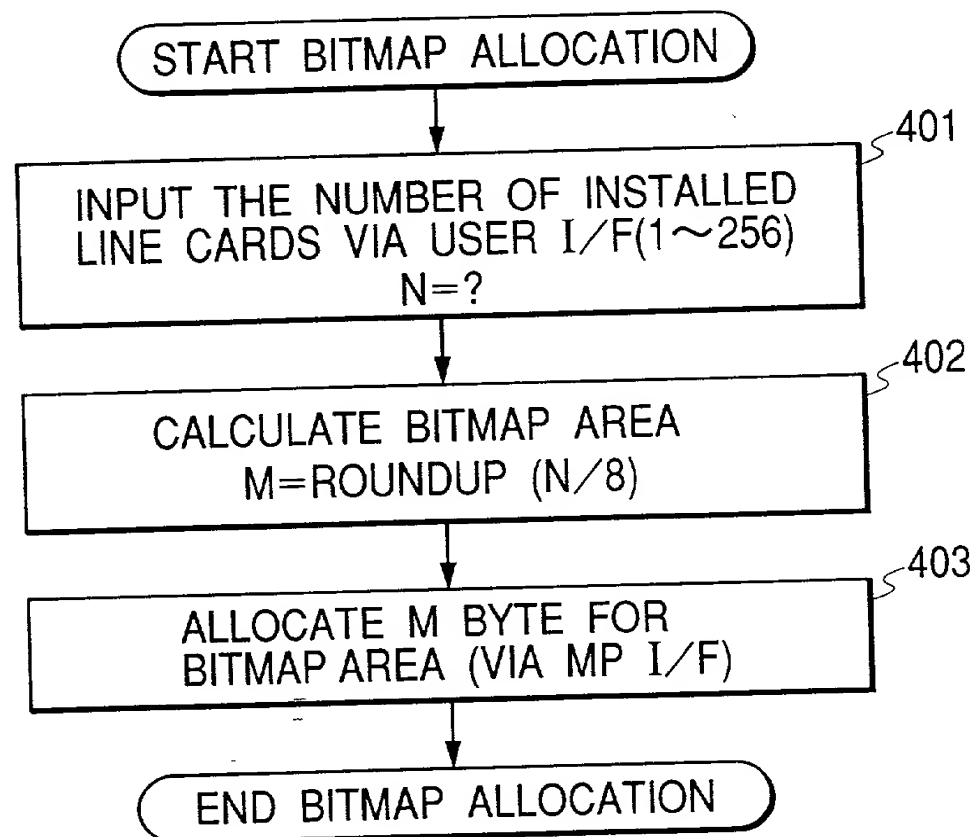 START BITMAP ALLOCATION
401
INPUT THE NUMBER OF INSTALLED
LINE CARDS VIA USER I/F(1～256)
N=?
402
CALCULATE BITMAP AREA
M=ROUNDUP (N/8)
403
ALLOCATE M BYTE FOR
BITMAP AREA (VIA MP I/F)
END BITMAP ALLOCATION